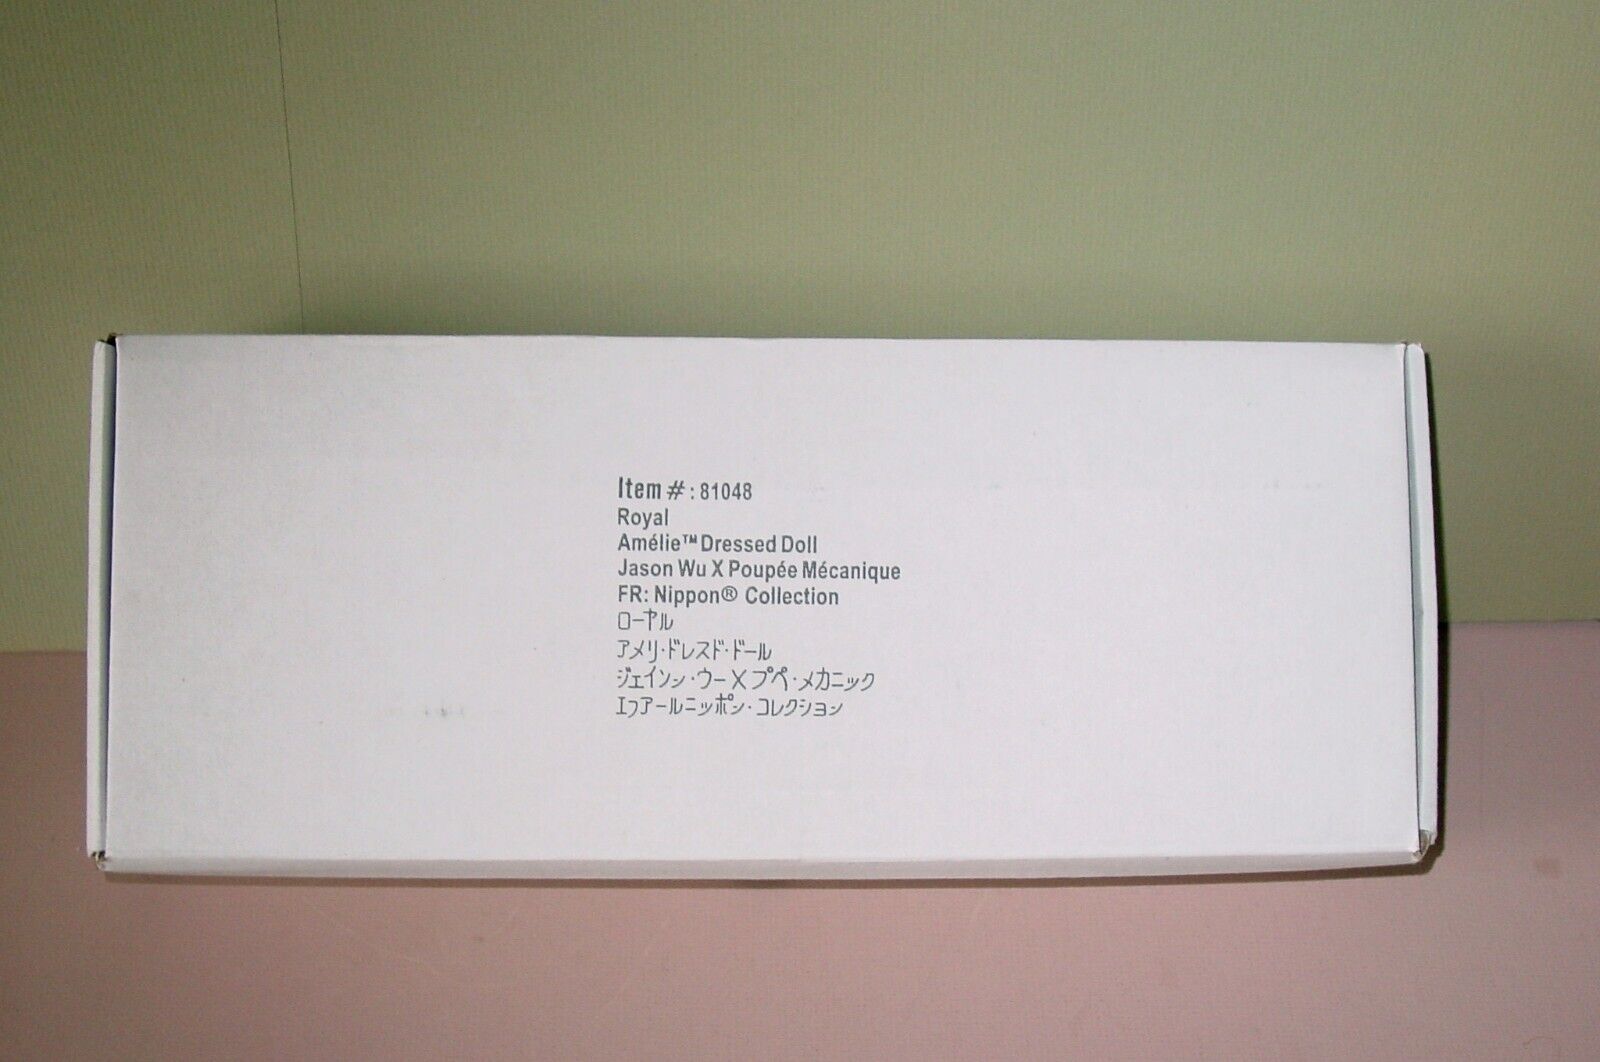 Item #: 81048
Royal
Amélie™ Dressed Doll
Jason Wu X Poupée Mécanique
FR: Nippon® Collection
ローヤル
アメリ・ドレスド・ドール
ジェイソン・ウー X プペ・メカニック
エフアールニッポン・コレクション